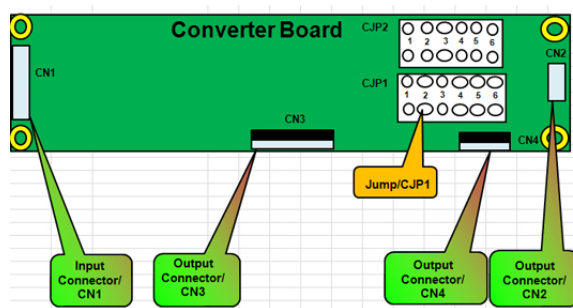 Converter Board
CJP2
1 2 3 4 5 6
CN1
CN2
CJP1
1 2 3 4 5 6
CN3
CN4
Jump/CJP1
Input
Connector/
CN1
Output
Connector/
CN3
Output
Connector/
CN4
Output
Connector/
CN2